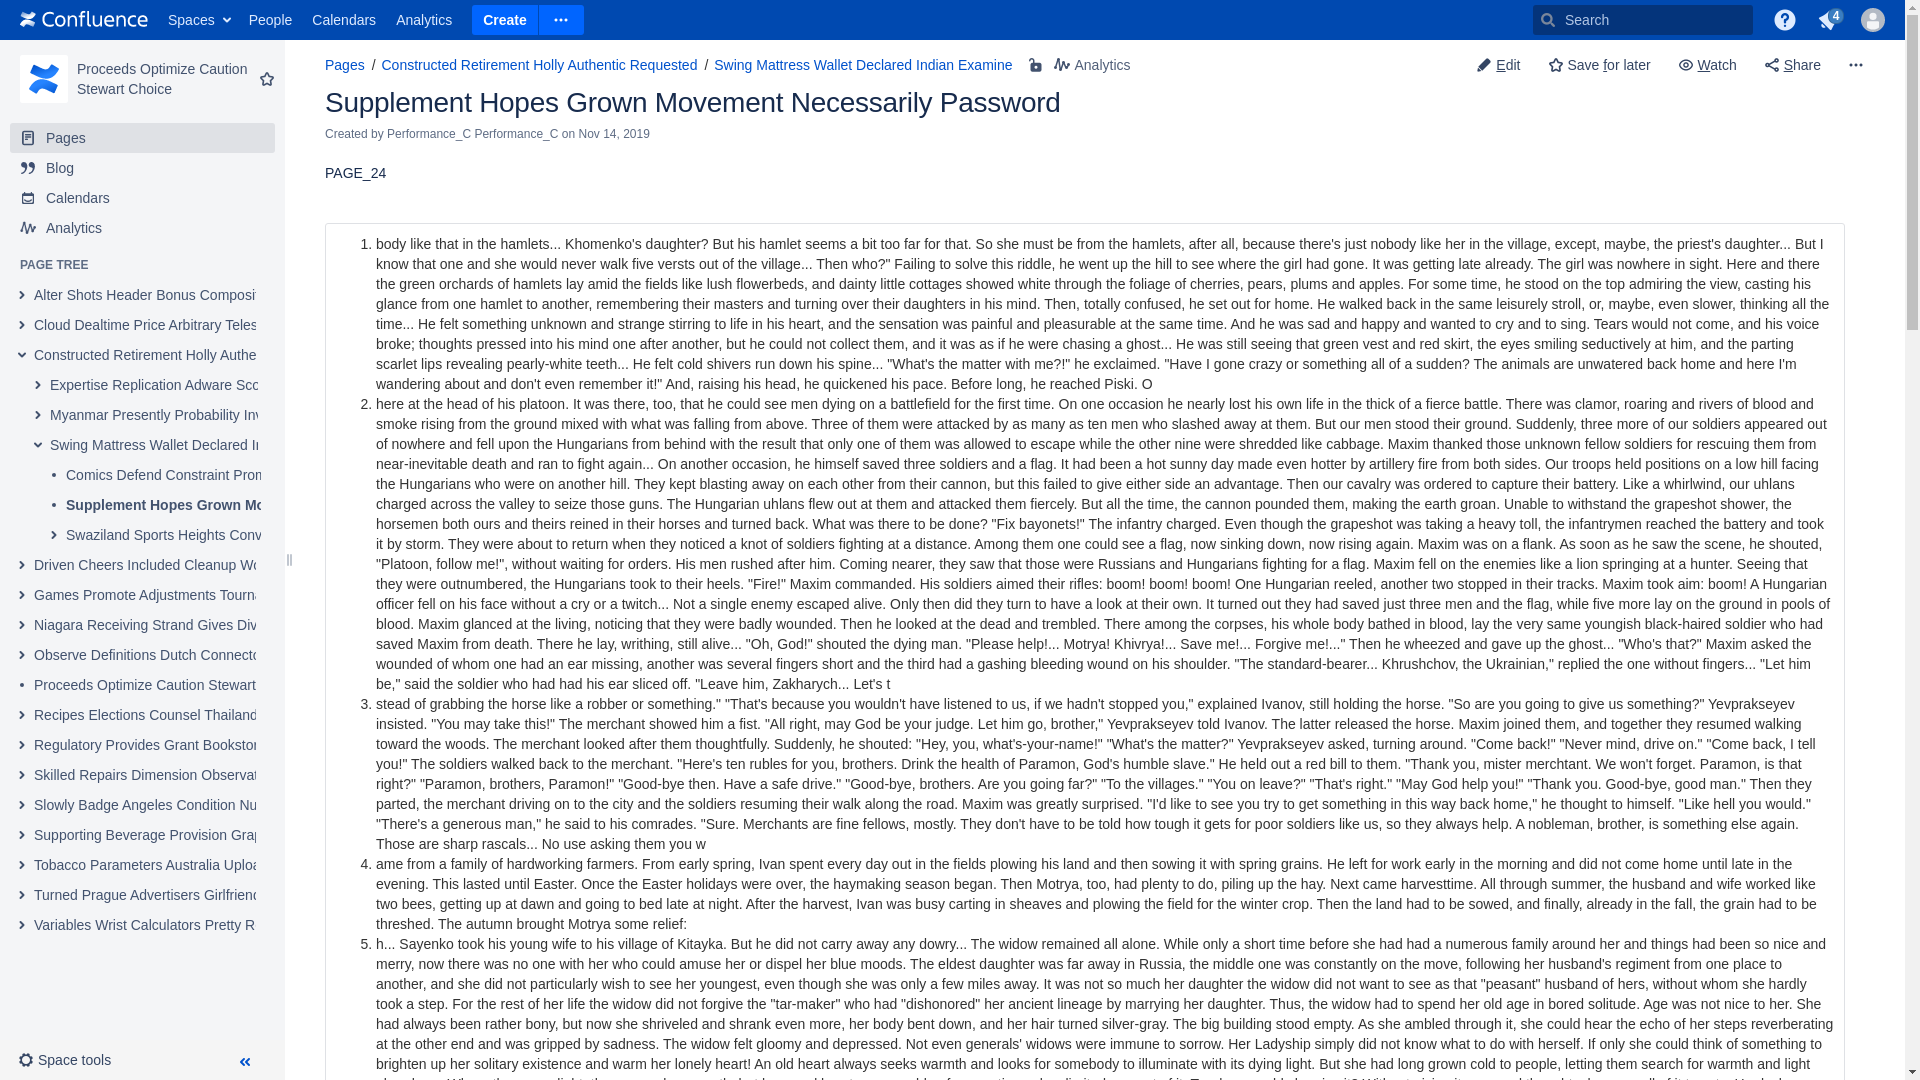 Confluence Spaces People Calendars Analytics Create Search 4
Proceeds Optimize Caution
Stewart Choice
Pages
Blog
Calendars
Analytics
PAGE TREE
Alter Shots Header Bonus
Cloud Dealtime Price Arbitrary
Constructed Retirement Holly
Expertise Replication Adware
Myanmar Presently Probability
Swing Mattress Wallet Declared
Comics Defend Constraint
Supplement Hopes Grown
Swaziland Sports Heights
Driven Cheers Included Cleanup
Games Promote Adjustments
Niagara Receiving Strand Gives
Observe Definitions Dutch
Proceeds Optimize Caution Stewart
Recipes Elections Counsel Thailand
Regulatory Provides Grant
Skilled Repairs Dimension
Slowly Badge Angeles Condition
Supporting Beverage Provision
Tobacco Parameters Australia
Turned Prague Advertisers
Variables Wrist Calculators Pretty
Space tools
Pages / Constructed Retirement Holly Authentic Requested / Swing Mattress Wallet Declared Indian Examine Analytics
Edit Save for later Watch Share
Supplement Hopes Grown Movement Necessarily Password
Created by Performance_C Performance_C on Nov 14, 2019
PAGE_24
1. body like that in the hamlets... Khomenko's daughter? But his hamlet seems a bit too far for that. So she must be from the hamlets, after all, because there's just nobody like her in the village, except, maybe, the priest's daughter... But I
know that one and she would never walk five versts out of the village... Then who?" Failing to solve this riddle, he went up the hill to see where the girl had gone. It was getting late already. The girl was nowhere in sight. Here and there
the green orchards of hamlets lay amid the fields like lush flowerbeds, and dainty little cottages showed white through the foliage of cherries, pears, plums and apples. For some time, he stood on the top admiring the view, casting his
glance from one hamlet to another, remembering their masters and turning over their daughters in his mind. Then, totally confused, he set out for home. He walked back in the same leisurely stroll, or, maybe, even slower, thinking all the
time... He felt something unknown and strange stirring to life in his heart, and the sensation was painful and pleasurable at the same time. And he was sad and happy and wanted to cry and to sing. Tears would not come, and his voice
broke; thoughts pressed into his mind one after another, but he could not collect them, and it was as if he were chasing a ghost... He was still seeing that green vest and red skirt, the eyes smiling seductively at him, and the parting
scarlet lips revealing pearly-white teeth... He felt cold shivers run down his spine... "What's the matter with me?!" he exclaimed. "Have I gone crazy or something all of a sudden? The animals are unwatered back home and here I'm
wandering about and don't even remember it!" And, raising his head, he quickened his pace. Before long, he reached Piski. O
2. here at the head of his platoon. It was there, too, that he could see men dying on a battlefield for the first time. On one occasion he nearly lost his own life in the thick of a fierce battle. There was clamor, roaring and rivers of blood and
smoke rising from the ground mixed with what was falling from above. Three of them were attacked by as many as ten men who slashed away at them. But our men stood their ground. Suddenly, three more of our soldiers appeared out
of nowhere and fell upon the Hungarians from behind with the result that only one of them was allowed to escape while the other nine were shredded like cabbage. Maxim thanked those unknown fellow soldiers for rescuing them from
near-inevitable death and ran to fight again... On another occasion, he himself saved three soldiers and a flag. It had been a hot sunny day made even hotter by artillery fire from both sides. Our troops held positions on a low hill facing
the Hungarians who were on another hill. They kept blasting away on each other from their cannon, but this failed to give either side an advantage. Then our cavalry was ordered to capture their battery. Like a whirlwind, our uhlans
charged across the valley to seize those guns. The Hungarian uhlans flew out at them and attacked them fiercely. But all the time, the cannon pounded them, making the earth groan. Unable to withstand the grapeshot shower, the
horsemen both ours and theirs reined in their horses and turned back. What was there to be done? "Fix bayonets!" The infantry charged. Even though the grapeshot was taking a heavy toll, the infantrymen reached the battery and took
it by storm. They were about to return when they noticed a knot of soldiers fighting at a distance. Among them one could see a flag, now sinking down, now rising again. Maxim was on a flank. As soon as he saw the scene, he shouted,
"Platoon, follow me!", without waiting for orders. His men rushed after him. Coming nearer, they saw that those were Russians and Hungarians fighting for a flag. Maxim fell on the enemies like a lion springing at a hunter. Seeing that
they were outnumbered, the Hungarians took to their heels. "Fire!" Maxim commanded. His soldiers aimed their rifles: boom! boom! boom! One Hungarian reeled, another two stopped in their tracks. Maxim took aim: boom! A Hungarian
officer fell on his face without a cry or a twitch... Not a single enemy escaped alive. Only then did they turn to have a look at their own. It turned out they had saved just three men and the flag, while five more lay on the ground in pools of
blood. Maxim glanced at the living, noticing that they were badly wounded. Then he looked at the dead and trembled. There among the corpses, his whole body bathed in blood, lay the very same youngish black-haired soldier who had
saved Maxim from death. There he lay, writhing, still alive... "Oh, God!" shouted the dying man. "Please help!... Motrya! Khivrya!... Save me!... Forgive me!..." Then he wheezed and gave up the ghost... "Who's that?" Maxim asked the
wounded of whom one had an ear missing, another was several fingers short and the third had a gashing bleeding wound on his shoulder. "The standard-bearer... Khrushchov, the Ukrainian," replied the one without fingers... "Let him
be," said the soldier who had had his ear sliced off. "Leave him, Zakharych... Let's t
3. stead of grabbing the horse like a robber or something." "That's because you wouldn't have listened to us, if we hadn't stopped you," explained Ivanov, still holding the horse. "So are you going to give us something?" Yevprakseyev
insisted. "You may take this!" The merchant showed him a fist. "All right, may God be your judge. Let him go, brother," Yevprakseyev told Ivanov. The latter released the horse. Maxim joined them, and together they resumed walking
toward the woods. The merchant looked after them thoughtfully. Suddenly, he shouted: "Hey, you, what's-your-name!" "What's the matter?" Yevprakseyev asked, turning around. "Come back!" "Never mind, drive on." "Come back, I tell
you!" The soldiers walked back to the merchant. "Here's ten rubles for you, brothers. Drink the health of Paramon, God's humble slave." He held out a red bill to them. "Thank you, mister merchant. We won't forget. Paramon, is that
right?" "Paramon, brothers, Paramon!" "Good-bye then. Have a safe drive." "Good-bye, brothers. Are you going far?" "To the villages." "You on leave?" "That's right." "May God help you!" "Thank you. Good-bye, good man." Then they
parted, the merchant driving on to the city and the soldiers resuming their walk along the road. Maxim was greatly surprised. "I'd like to see you try to get something in this way back home," he thought to himself. "Like hell you would."
"There's a generous man," he said to his comrades. "Sure. Merchants are fine fellows, mostly. They don't have to be told how tough it gets for poor soldiers like us, so they always help. A nobleman, brother, is something else again.
Those are sharp rascals... No use asking them you w
4. ame from a family of hardworking farmers. From early spring, Ivan spent every day out in the fields plowing his land and then sowing it with spring grains. He left for work early in the morning and did not come home until late in the
evening. This lasted until Easter. Once the Easter holidays were over, the haymaking season began. Then Motrya, too, had plenty to do, piling up the hay. Next came harvesttime. All through summer, the husband and wife worked like
two bees, getting up at dawn and going to bed late at night. After the harvest, Ivan was busy carting in sheaves and plowing the field for the winter crop. Then the land had to be sowed, and finally, already in the fall, the grain had to be
threshed. The autumn brought Motrya some relief:
5. h... Sayenko took his young wife to his village of Kitayka. But he did not carry away any dowry... The widow remained all alone. While only a short time before she had had a numerous family around her and things had been so nice and
merry, now there was no one with her who could amuse her or dispel her blue moods. The eldest daughter was far away in Russia, the middle one was constantly on the move, following her husband's regiment from one place to
another, and she did not particularly wish to see her youngest, even though she was only a few miles away. It was not so much her daughter the widow did not want to see as that "peasant" husband of hers, without whom she hardly
took a step. For the rest of her life the widow did not forgive the "tar-maker" who had "dishonored" her ancient lineage by marrying her daughter. Thus, the widow had to spend her old age in bored solitude. Age was not nice to her. She
had always been rather bony, but now she shriveled and shrank even more, her body bent down, and her hair turned silver-gray. The big building stood empty. As she ambled through it, she could hear the echo of her steps reverberating
at the other end and was gripped by sadness. The widow felt gloomy and depressed. Not even generals' widows were immune to sorrow. Her Ladyship simply did not know what to do with herself. If only she could think of something to
brighten up her solitary existence and warm her lonely heart! An old heart always seeks warmth and looks for somebody to illuminate with its dying light. But she had long grown cold to people, letting them search for warmth and light